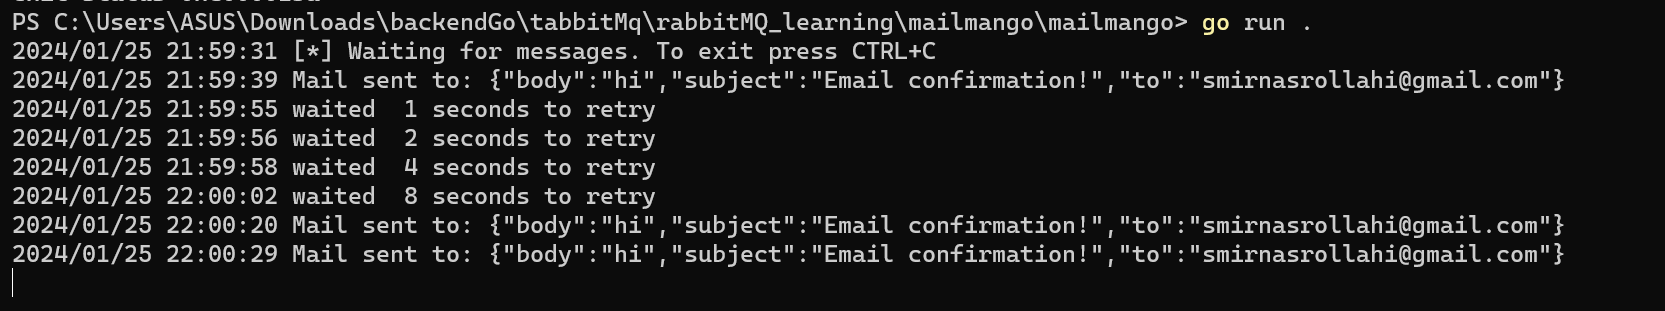 PS C:\Users\ASUS\Downloads\backendGo\tabbitMq\rabbitMQ_learning\mailmango\mailmango> go run .
2024/01/25 21:59:31 [*] Waiting for messages. To exit press CTRL+C
2024/01/25 21:59:39 Mail sent to: {"body":"hi","subject":"Email confirmation!","to":"smirnasrollahi@gmail.com"}
2024/01/25 21:59:55 waited  1 seconds to retry
2024/01/25 21:59:56 waited  2 seconds to retry
2024/01/25 21:59:58 waited  4 seconds to retry
2024/01/25 22:00:02 waited  8 seconds to retry
2024/01/25 22:00:20 Mail sent to: {"body":"hi","subject":"Email confirmation!","to":"smirnasrollahi@gmail.com"}
2024/01/25 22:00:29 Mail sent to: {"body":"hi","subject":"Email confirmation!","to":"smirnasrollahi@gmail.com"}